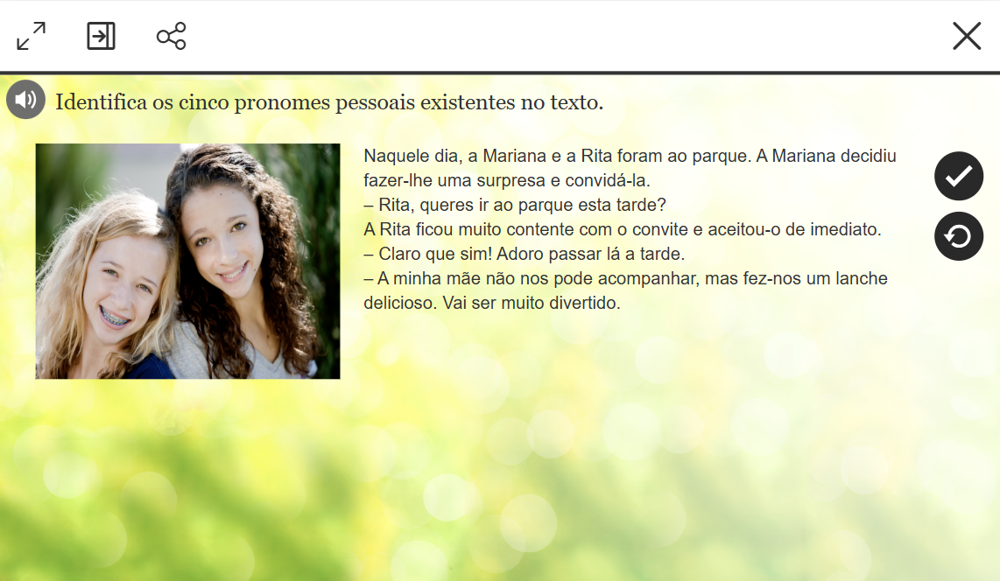 Identifica os cinco pronomes pessoais existentes no texto.
Naquele dia, a Mariana e a Rita foram ao parque. A Mariana decidiu
fazer-lhe uma surpresa e convidá-la.
– Rita, queres ir ao parque esta tarde?
A Rita ficou muito contente com o convite e aceitou-o de imediato.
– Claro que sim! Adoro passar lá a tarde.
– A minha mãe não nos pode acompanhar, mas fez-nos um lanche
delicioso. Vai ser muito divertido.